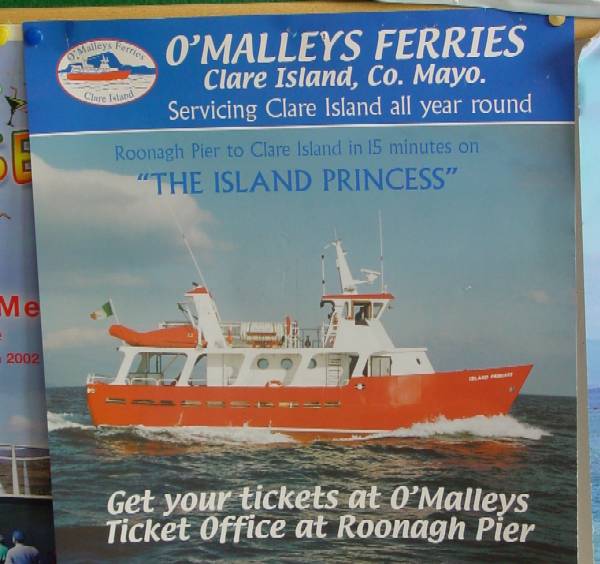 O'Malleys Ferries
Clare Island
O'MALLEYS FERRIES
Clare Island, Co. Mayo.
Servicing Clare Island all year round
Roonagh Pier to Clare Island in 15 minutes on
"THE ISLAND PRINCESS"
ISLAND PRINCESS
Get your tickets at O'Malleys
Ticket Office at Roonagh Pier
Me
2002